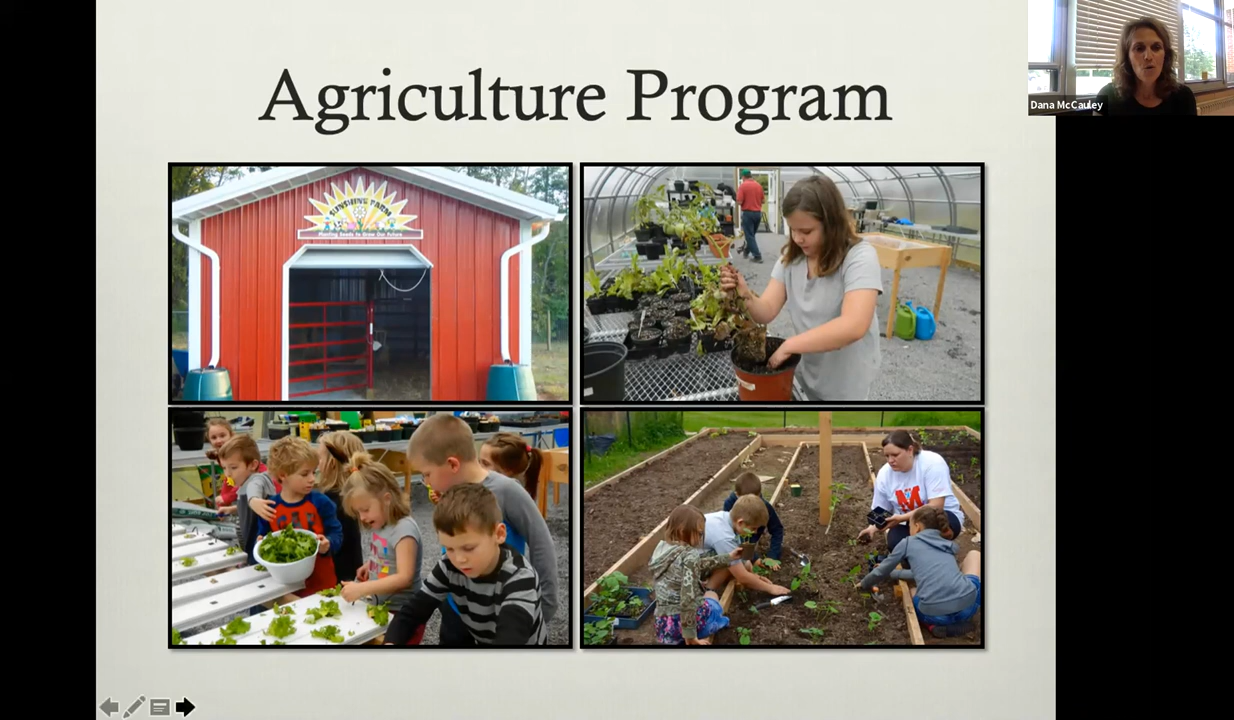 Agriculture Program
Dana McCauley
SUNSHINE FARM
Planting Seeds to Grow Our Future
M